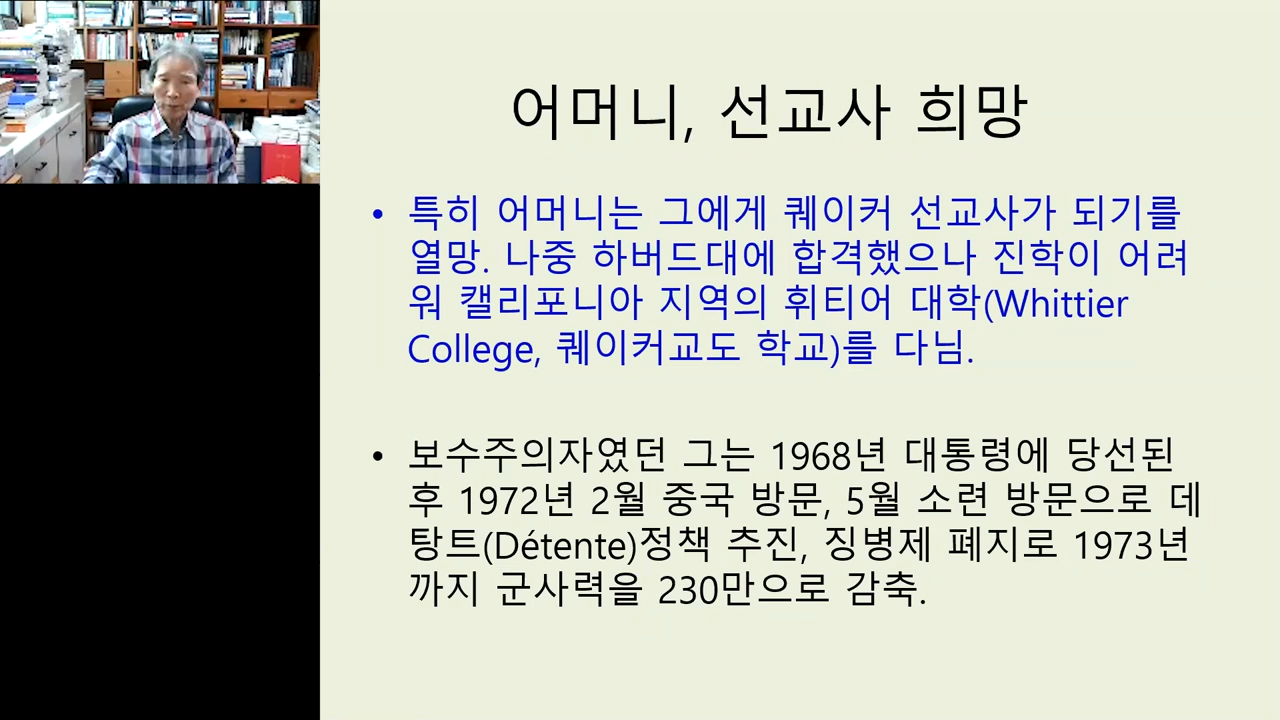 어머니, 선교사 희망
• 특히 어머니는 그에게 퀘이커 선교사가 되기를
열망. 나중 하버드대에 합격했으나 진학이 어려
워 캘리포니아 지역의 휘티어 대학(Whittier
College, 퀘이커교도 학교)를 다님.
• 보수주의자였던 그는 1968년 대통령에 당선된
후 1972년 2월 중국 방문, 5월 소련 방문으로 데
탕트(Détente)정책 추진, 징병제 폐지로 1973년
까지 군사력을 230만으로 감축.